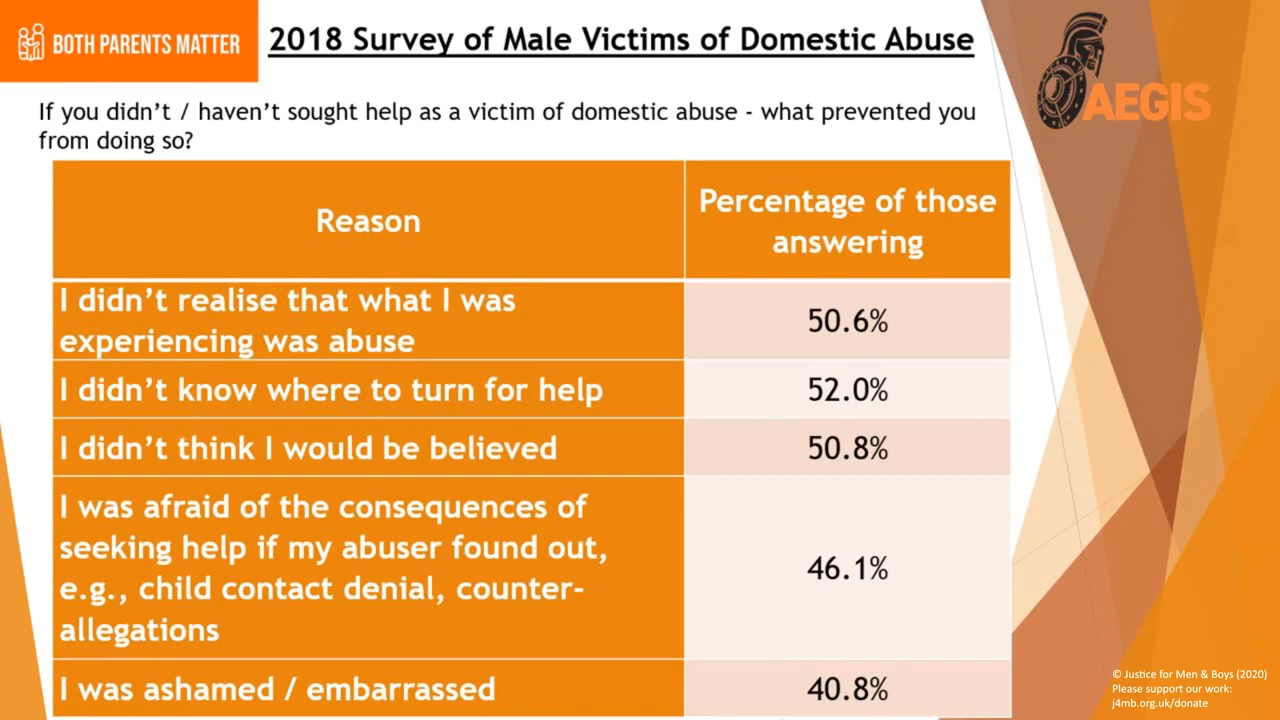 BOTH PARENTS MATTER
2018 Survey of Male Victims of Domestic Abuse
AEGIS
If you didn't / haven't sought help as a victim of domestic abuse - what prevented you
from doing so?
Reason
Percentage of those
answering
I didn't realise that what I was
experiencing was abuse
50.6%
I didn't know where to turn for help
52.0%
I didn't think I would be believed
50.8%
I was afraid of the consequences of
seeking help if my abuser found out,
e.g., child contact denial, counter-
allegations
46.1%
I was ashamed / embarrassed
40.8%
© Justice for Men & Boys (2020)
Please support our work:
j4mb.org.uk/donate